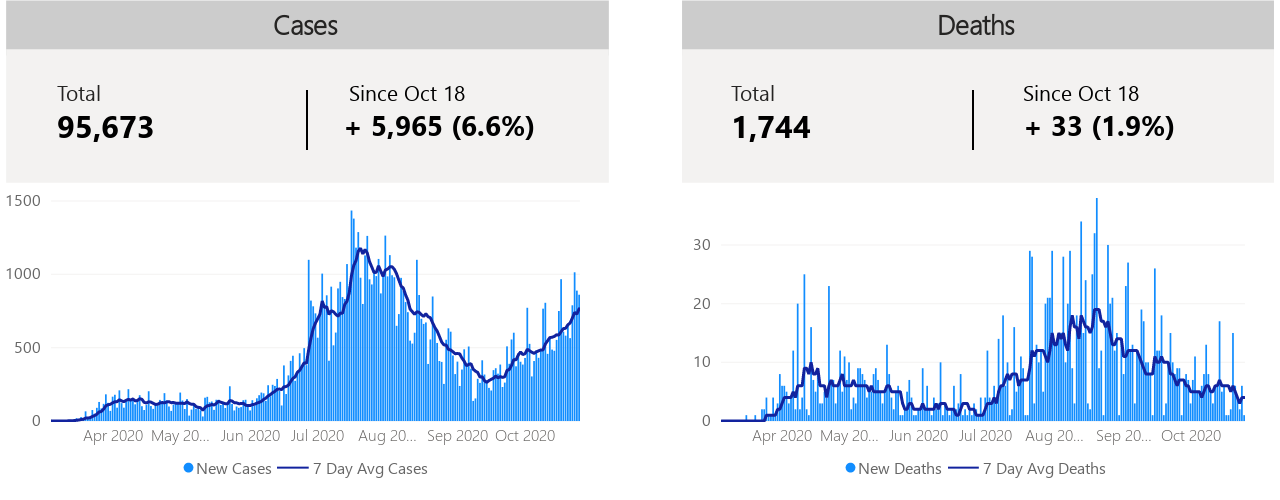 Cases
Total
95,673
Since Oct 18
+ 5,965 (6.6%)
1500
1000
500
0
Apr 2020 May 20... Jun 2020 Jul 2020 Aug 20... Sep 2020 Oct 2020
New Cases 7 Day Avg Cases
Deaths
Total
1,744
Since Oct 18
+ 33 (1.9%)
30
20
10
0
Apr 2020 May 20... Jun 2020 Jul 2020 Aug 20... Sep 20... Oct 2020
New Deaths 7 Day Avg Deaths